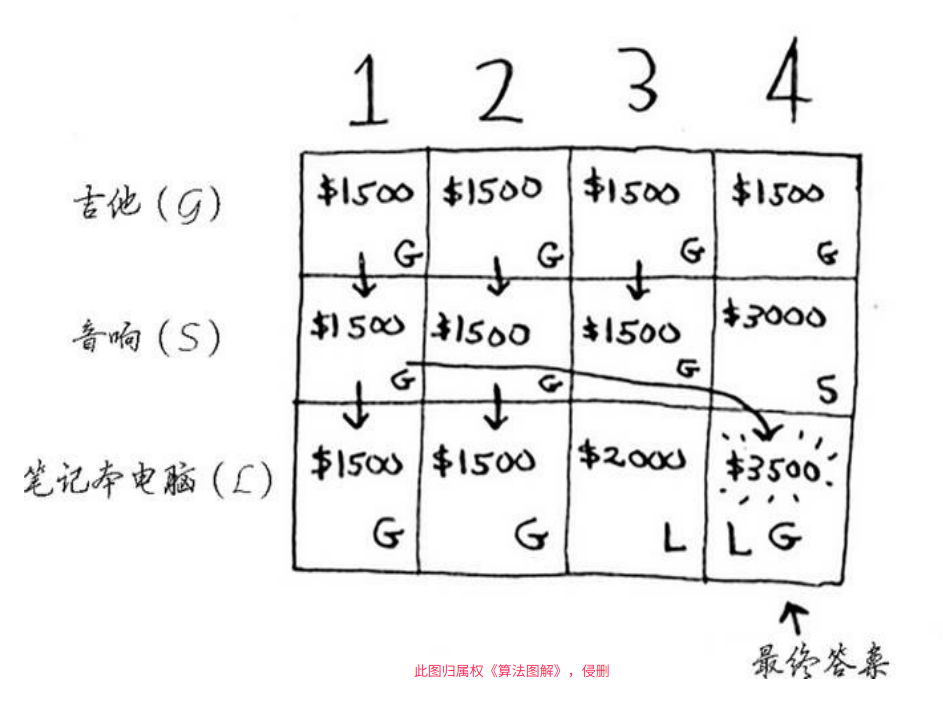 1 2 3 4
吉他(G) $1500 $1500 $1500 $1500
G G G G
音响(S) $1500 $1500 $1500 $3000
G G G S
笔记本电脑(L) $1500 $1500 $2000 $3500
G G L L G
最终答案
此图归属权《算法图解》，侵删